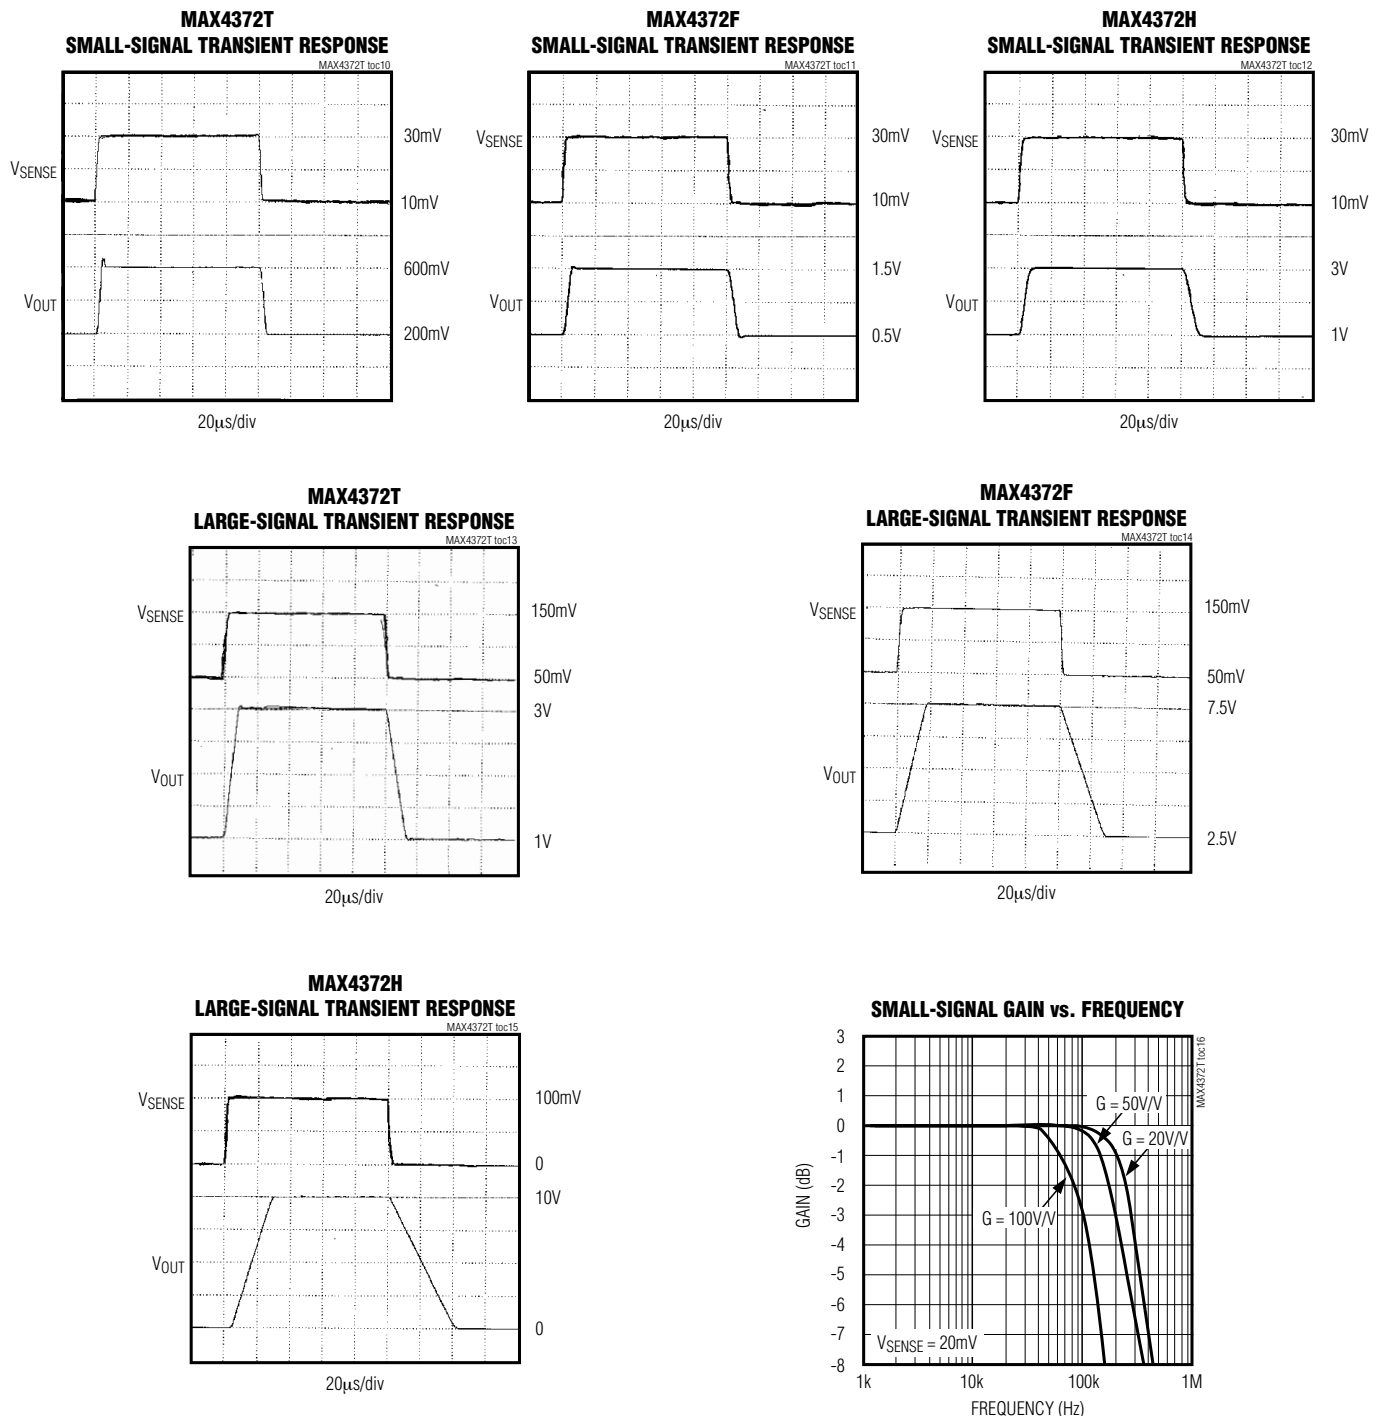 MAX4372T
SMALL-SIGNAL TRANSIENT RESPONSE
MAX4372T toc10
VSENSE
30mV
10mV
VOUT
600mV
200mV
20µs/div
MAX4372F
SMALL-SIGNAL TRANSIENT RESPONSE
MAX4372T toc11
VSENSE
30mV
10mV
VOUT
1.5V
0.5V
20µs/div
MAX4372H
SMALL-SIGNAL TRANSIENT RESPONSE
MAX4372T toc12
VSENSE
30mV
10mV
VOUT
3V
1V
20µs/div
MAX4372T
LARGE-SIGNAL TRANSIENT RESPONSE
MAX4372T toc13
VSENSE
150mV
50mV
3V
VOUT
1V
20µs/div
MAX4372F
LARGE-SIGNAL TRANSIENT RESPONSE
MAX4372T toc14
VSENSE
150mV
50mV
7.5V
VOUT
2.5V
20µs/div
MAX4372H
LARGE-SIGNAL TRANSIENT RESPONSE
MAX4372T toc15
VSENSE
100mV
0
10V
VOUT
0
20µs/div
SMALL-SIGNAL GAIN vs. FREQUENCY
MAX4372T toc16
3
2
1
0
-1
-2
-3
-4
-5
-6
-7
-8
GAIN (dB)
G = 50V/V
G = 20V/V
G = 100V/V
VSENSE = 20mV
1k
10k
100k
1M
FREQUENCY (Hz)